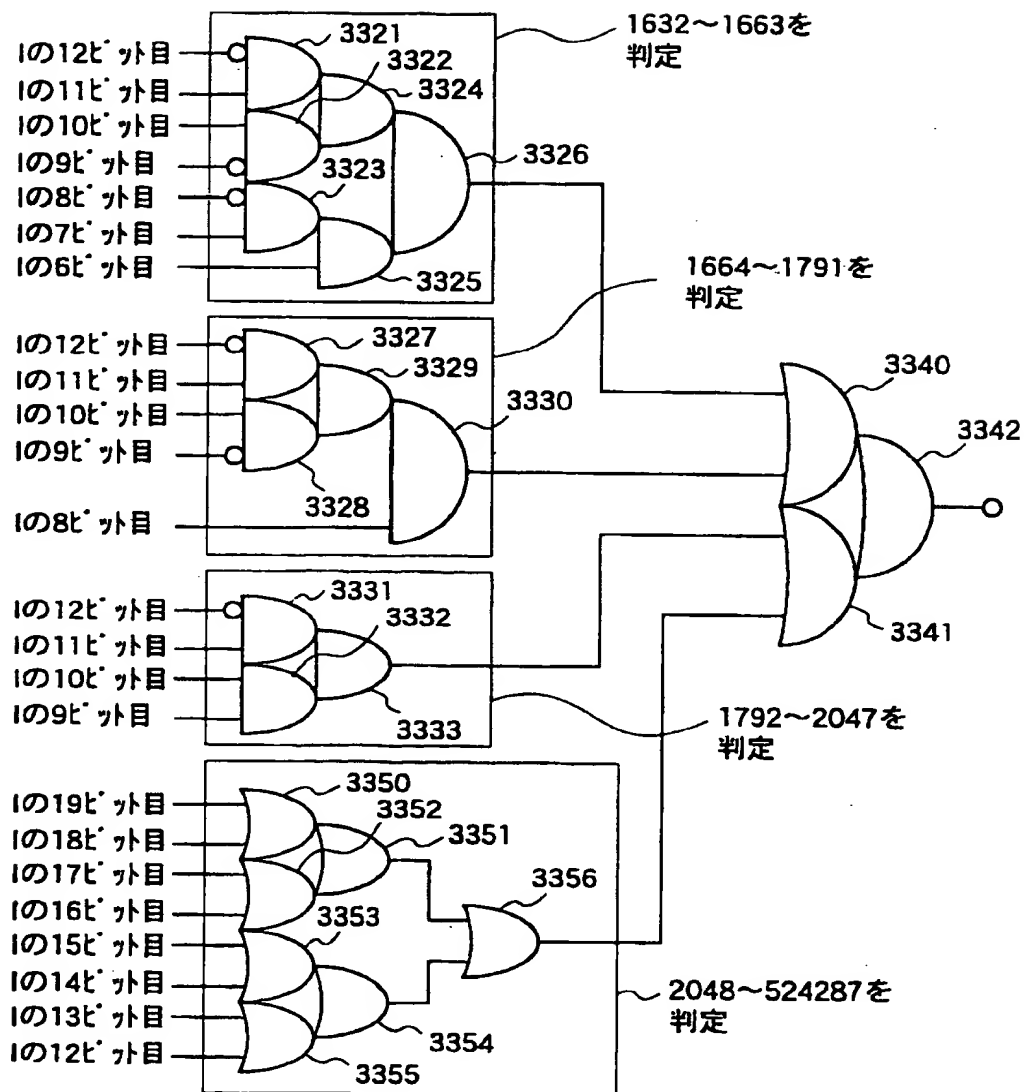 Iの12ビット目
Iの11ビット目
Iの10ビット目
Iの9ビット目
Iの8ビット目
Iの7ビット目
Iの6ビット目
3321
3322
3324
3323
3326
3325
1632~1663を
判定
Iの12ビット目
Iの11ビット目
Iの10ビット目
Iの9ビット目
Iの8ビット目
3327
3329
3330
3328
1664~1791を
判定
Iの12ビット目
Iの11ビット目
Iの10ビット目
Iの9ビット目
3331
3332
3333
1792~2047を
判定
Iの19ビット目
Iの18ビット目
Iの17ビット目
Iの16ビット目
Iの15ビット目
Iの14ビット目
Iの13ビット目
Iの12ビット目
3350
3352
3351
3353
3356
3354
3355
2048~524287を
判定
3340
3342
3341